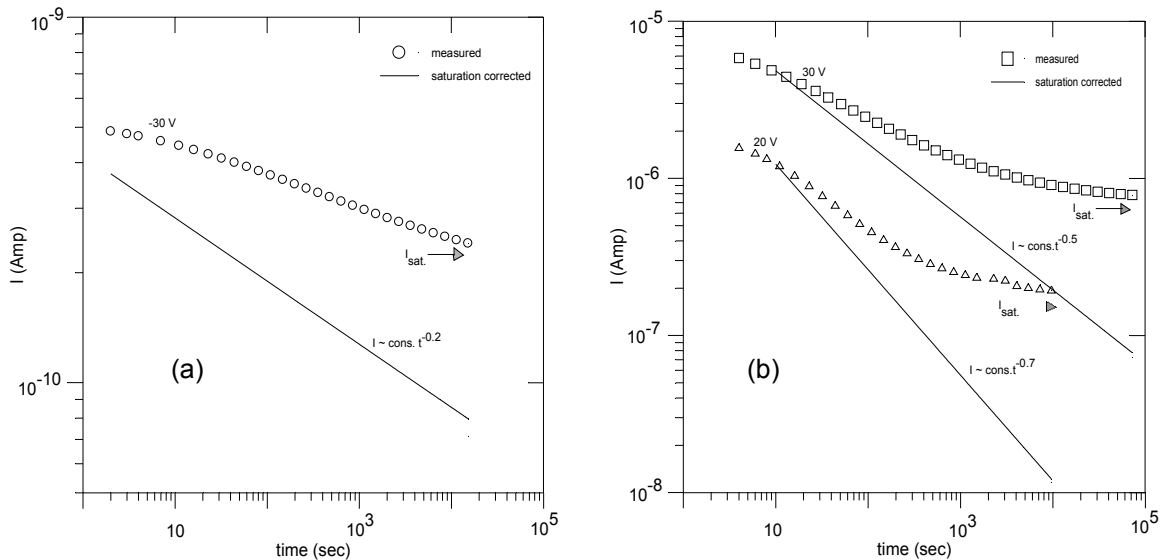 10^-9
measured
saturation corrected
-30 V
I_sat.
I (Amp)
I ~ cons. t^-0.2
(a)
10^-10
10
10^3
10^5
time (sec)
10^-5
measured
30 V
saturation corrected
20 V
10^-6
I_sat.
I (Amp)
I ~ cons.t^-0.5
I_sat.
10^-7
(b)
I ~ cons.t^-0.7
10^-8
10
10^3
10^5
time (sec)